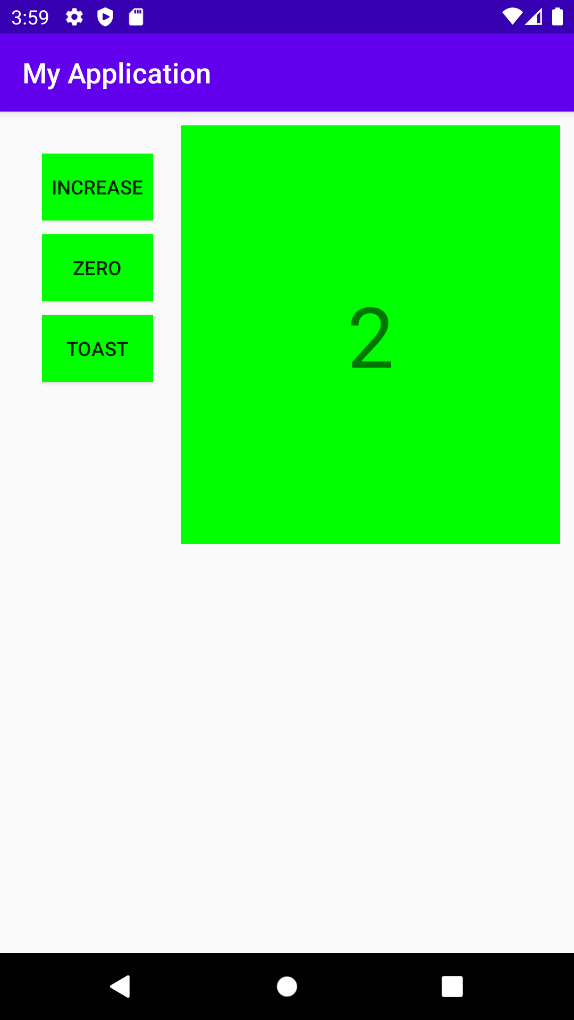 3:59
My Application
INCREASE
ZERO
TOAST
2